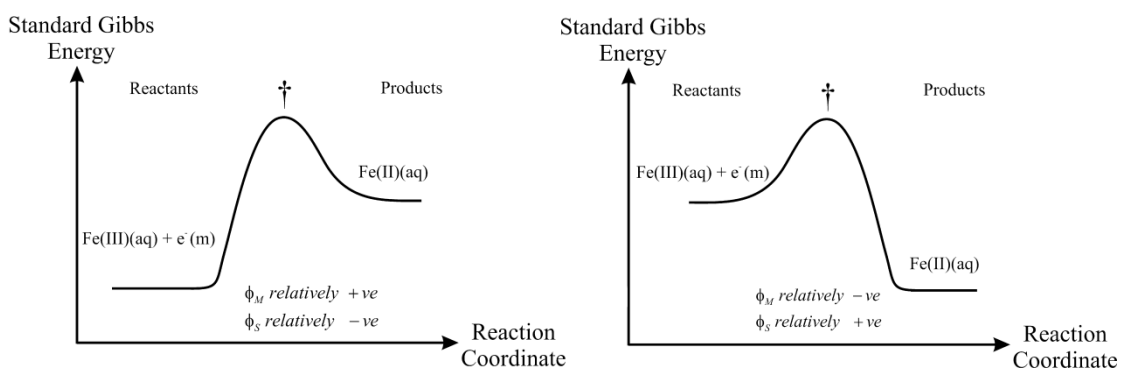 Standard Gibbs
Energy
Reactants
†
Products
Fe(II)(aq)
Fe(III)(aq) + e⁻(m)
ϕM relatively + ve
ϕS relatively − ve
Reaction
Coordinate
Standard Gibbs
Energy
Reactants
†
Products
Fe(III)(aq) + e⁻(m)
Fe(II)(aq)
ϕM relatively − ve
ϕS relatively + ve
Reaction
Coordinate